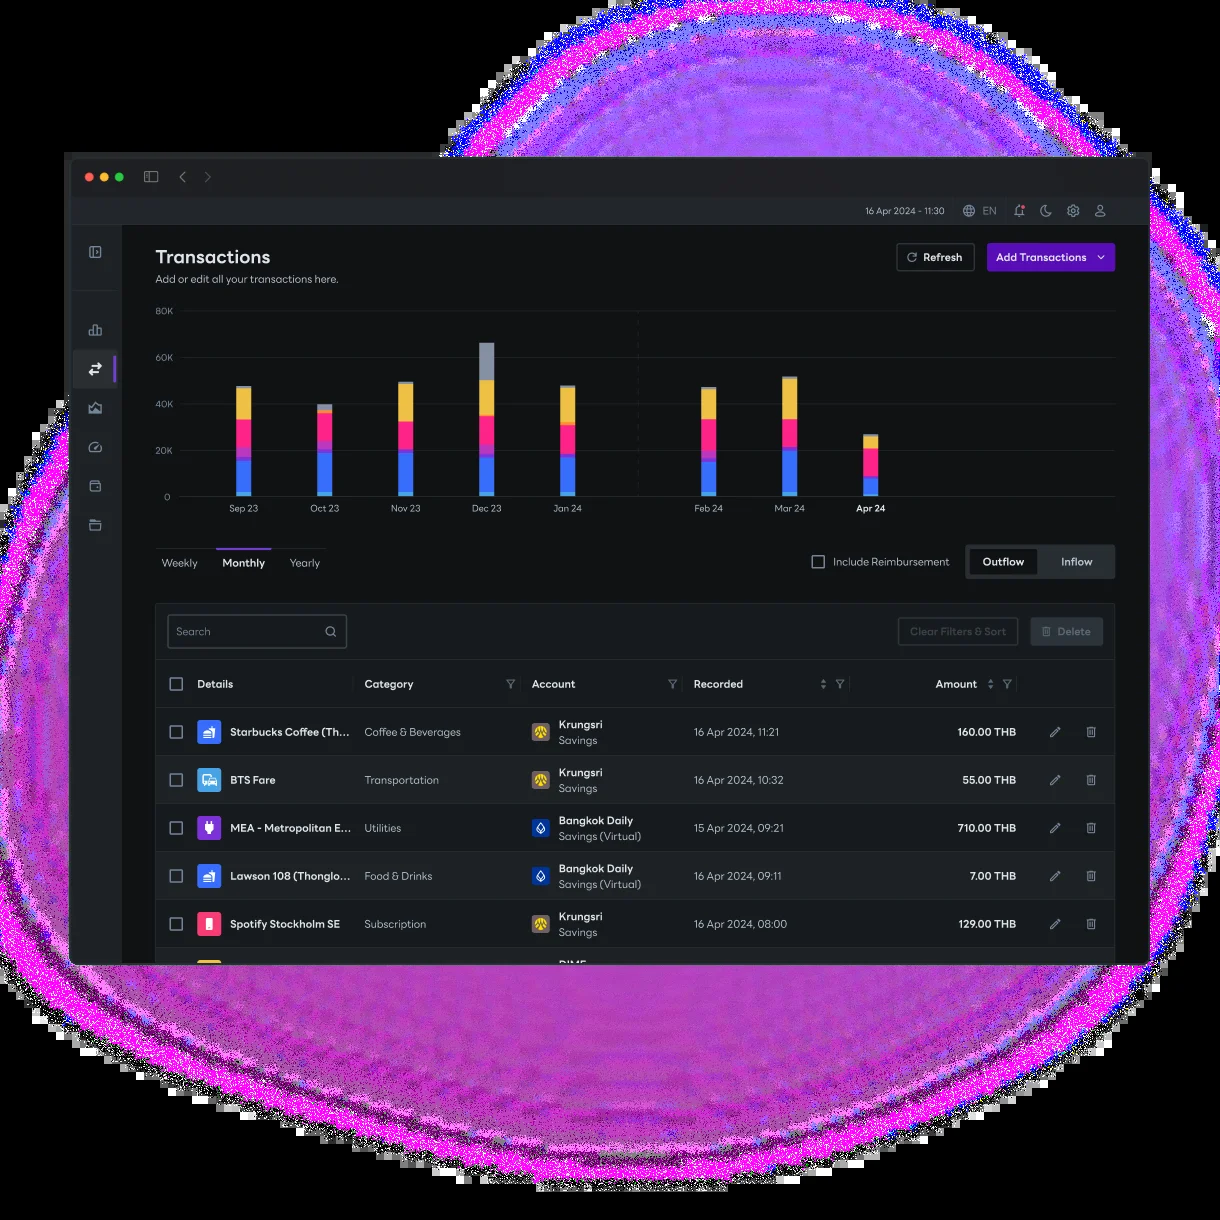 16 Apr 2024 - 11:30 EN
Transactions
Refresh
Add Transactions
Add or edit all your transactions here.
80K
60K
40K
20K
0
Sep 23 Oct 23 Nov 23 Dec 23 Jan 24 Feb 24 Mar 24 Apr 24
Weekly Monthly Yearly
Include Reimbursement
Outflow Inflow
Search
Clear Filters & Sort
Delete
Details Category Account Recorded Amount
Starbucks Coffee (Th... Coffee & Beverages Krungsri 16 Apr 2024, 11:21 160.00 THB
Savings
BTS Fare Transportation Krungsri 16 Apr 2024, 10:32 55.00 THB
Savings
MEA - Metropolitan E... Utilities Bangkok Daily 15 Apr 2024, 09:21 710.00 THB
Savings (Virtual)
Lawson 108 (Thonglo... Food & Drinks Bangkok Daily 16 Apr 2024, 09:11 7.00 THB
Savings (Virtual)
Spotify Stockholm SE Subscription Krungsri 16 Apr 2024, 08:00 129.00 THB
Savings